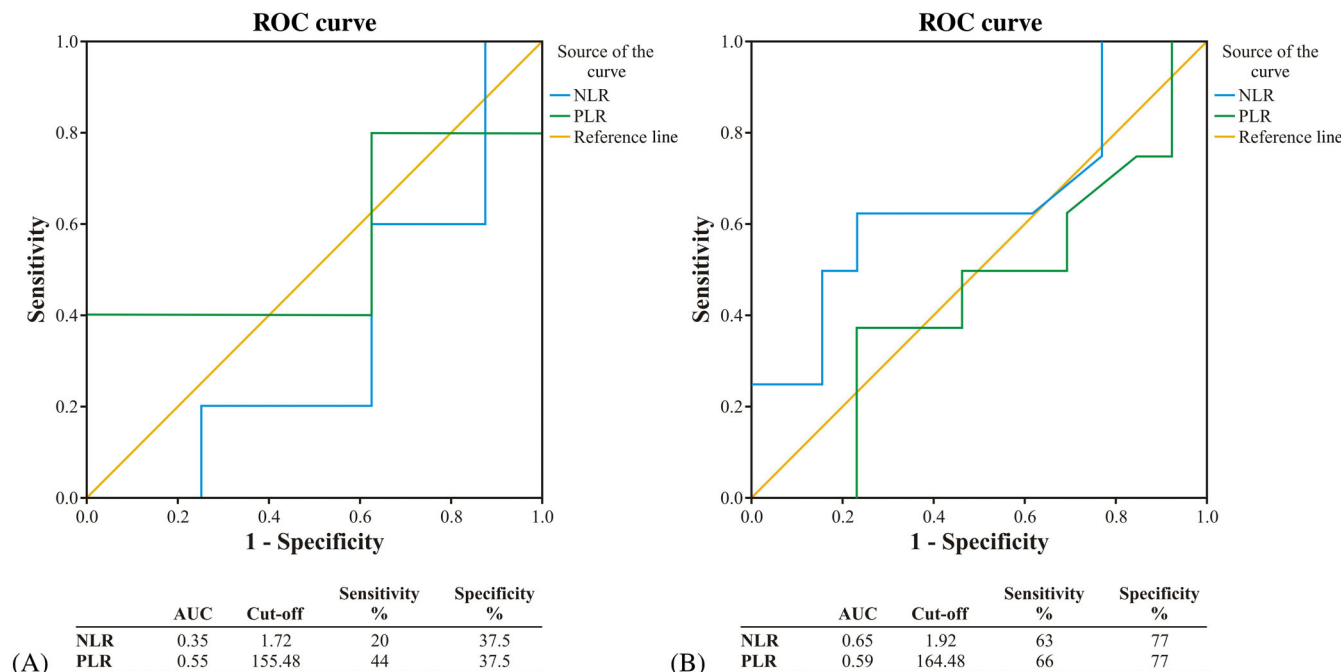 ROC curve
1.0
0.8
0.6
0.4
0.2
0.0
Sensitivity
0.0 0.2 0.4 0.6 0.8 1.0
1 - Specificity
Source of the
curve
NLR
PLR
Reference line
AUC Cut-off Sensitivity % Specificity %
NLR 0.35 1.72 20 37.5
PLR 0.55 155.48 44 37.5
(A)
ROC curve
1.0
0.8
0.6
0.4
0.2
0.0
Sensitivity
0.0 0.2 0.4 0.6 0.8 1.0
1 - Specificity
Source of the
curve
NLR
PLR
Reference line
AUC Cut-off Sensitivity % Specificity %
NLR 0.65 1.92 63 77
PLR 0.59 164.48 66 77
(B)